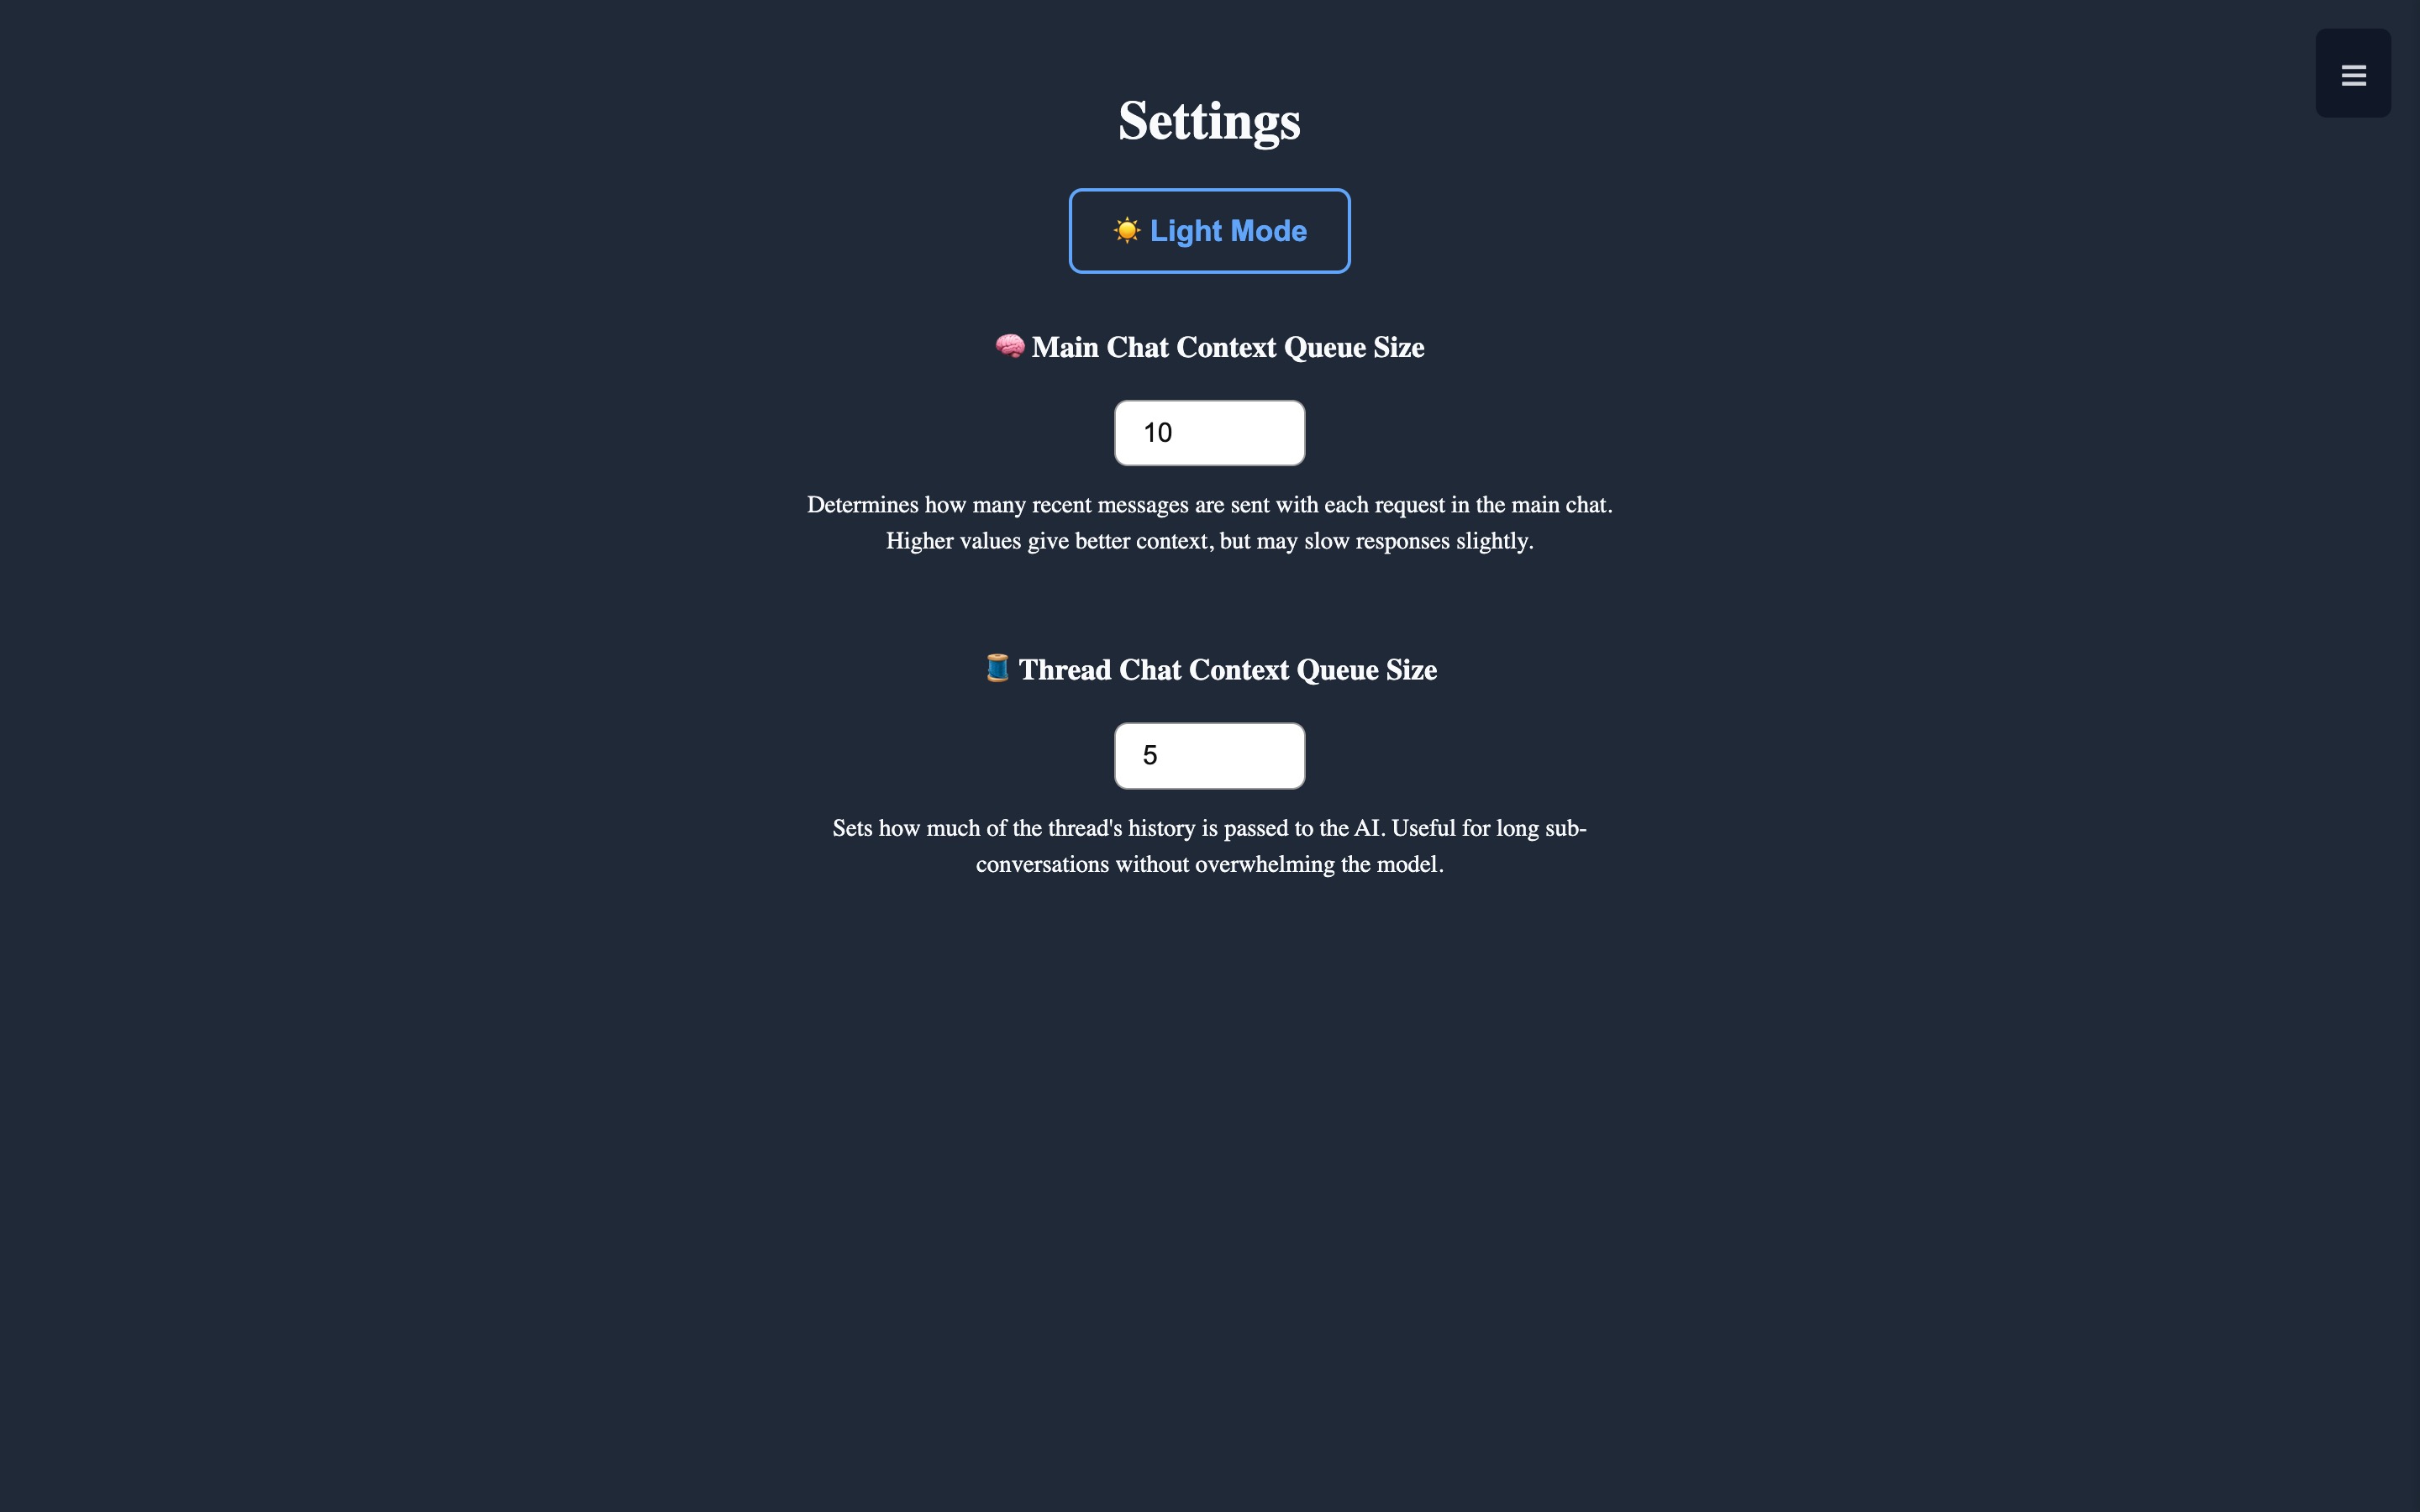 Settings
☀️ Light Mode
🧠 Main Chat Context Queue Size
10
Determines how many recent messages are sent with each request in the main chat.
Higher values give better context, but may slow responses slightly.
🧵 Thread Chat Context Queue Size
5
Sets how much of the thread's history is passed to the AI. Useful for long sub-
conversations without overwhelming the model.